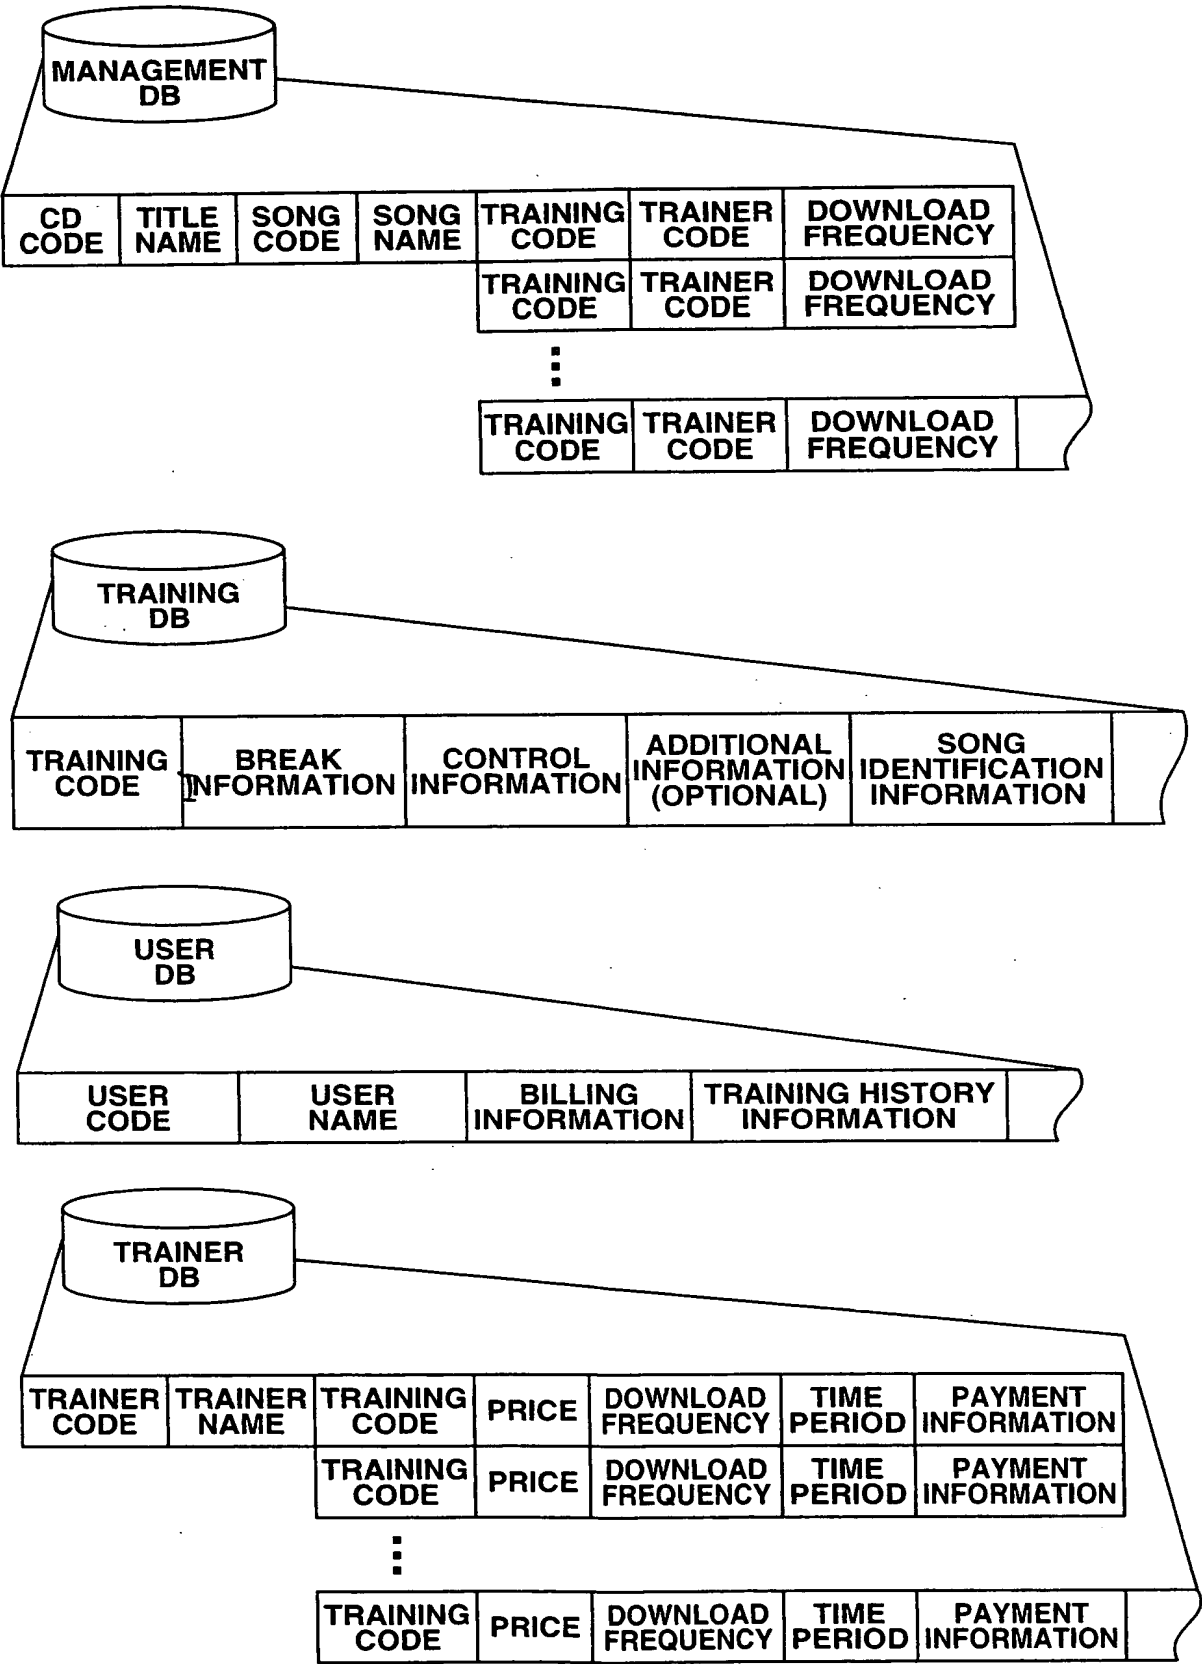 MANAGEMENT
DB
CD
CODE
TITLE
NAME
SONG
CODE
SONG
NAME
TRAINING
CODE
TRAINER
CODE
DOWNLOAD
FREQUENCY
TRAINING
CODE
TRAINER
CODE
DOWNLOAD
FREQUENCY
TRAINING
CODE
TRAINER
CODE
DOWNLOAD
FREQUENCY
TRAINING
DB
TRAINING
CODE
BREAK
INFORMATION
CONTROL
INFORMATION
ADDITIONAL
INFORMATION
(OPTIONAL)
SONG
IDENTIFICATION
INFORMATION
USER
DB
USER
CODE
USER
NAME
BILLING
INFORMATION
TRAINING HISTORY
INFORMATION
TRAINER
DB
TRAINER
CODE
TRAINER
NAME
TRAINING
CODE
PRICE
DOWNLOAD
FREQUENCY
TIME
PERIOD
PAYMENT
INFORMATION
TRAINING
CODE
PRICE
DOWNLOAD
FREQUENCY
TIME
PERIOD
PAYMENT
INFORMATION
TRAINING
CODE
PRICE
DOWNLOAD
FREQUENCY
TIME
PERIOD
PAYMENT
INFORMATION